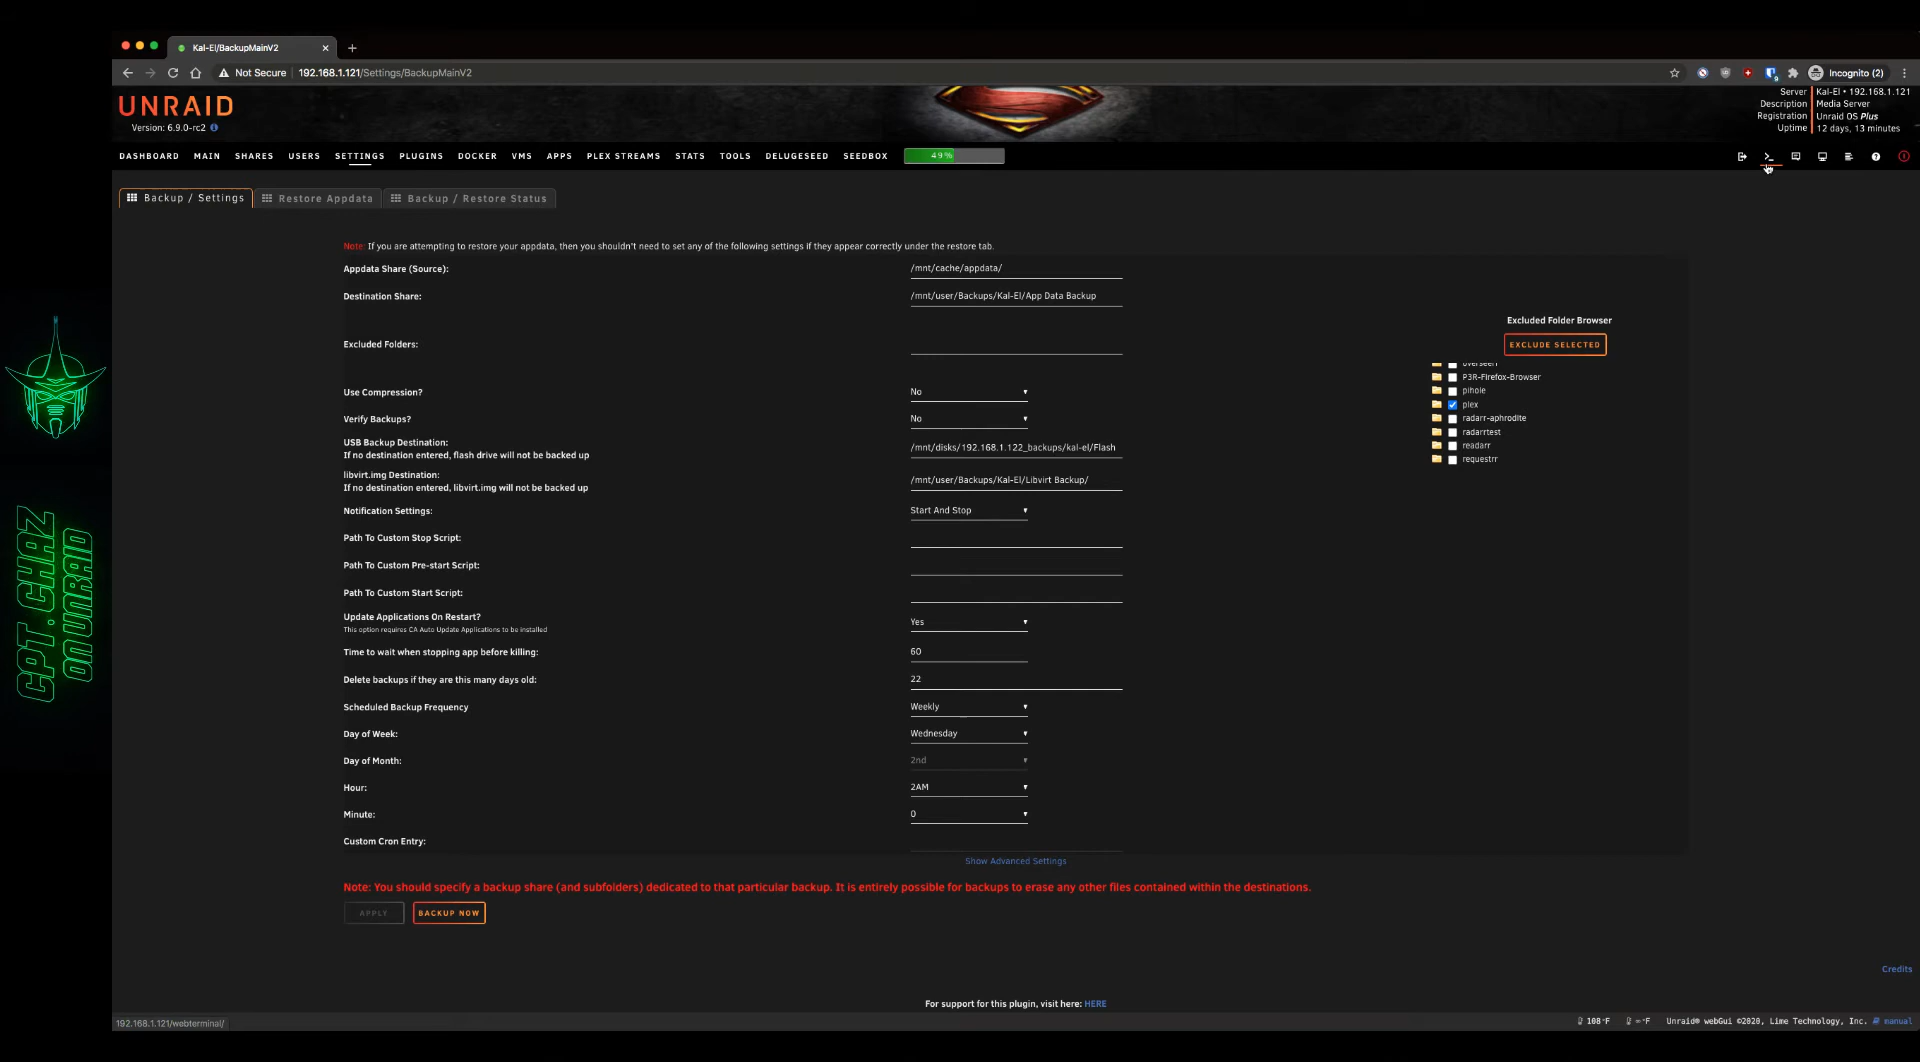 Kal-El/BackupMainV2
Not Secure 192.168.1.121/Settings/BackupMainV2
Incognito (2)
UNRAID
Version: 6.9.0-rc2
Server Kal-El • 192.168.1.121
Description Media Server
Registration Unraid OS Plus
Uptime 12 days, 13 minutes
DASHBOARD MAIN SHARES USERS SETTINGS PLUGINS DOCKER VMS APPS PLEX STREAMS STATS TOOLS DELUGESEED SEEDBOX 49%
Backup / Settings Restore Appdata Backup / Restore Status
Note: If you are attempting to restore your appdata, then you shouldn't need to set any of the following settings if they appear correctly under the restore tab.
Appdata Share (Source): /mnt/cache/appdata/
Destination Share: /mnt/user/Backups/Kal-El/App Data Backup
Excluded Folder Browser
Excluded Folders: EXCLUDE SELECTED
overseerr
P3R-Firefox-Browser
pihole
plex
radarr-aphrodite
radarrtest
readarr
requestrr
Use Compression? No
Verify Backups? No
USB Backup Destination: /mnt/disks/192.168.1.122_backups/kal-el/Flash
If no destination entered, flash drive will not be backed up
libvirt.img Destination: /mnt/user/Backups/Kal-El/Libvirt Backup/
If no destination entered, libvirt.img will not be backed up
Notification Settings: Start And Stop
Path To Custom Stop Script:
Path To Custom Pre-start Script:
Path To Custom Start Script:
Update Applications On Restart? Yes
This option requires CA Auto Update Applications to be installed
Time to wait when stopping app before killing: 60
Delete backups if they are this many days old: 22
Scheduled Backup Frequency Weekly
Day of Week: Wednesday
Day of Month: 2nd
Hour: 2AM
Minute: 0
Custom Cron Entry:
Show Advanced Settings
Note: You should specify a backup share (and subfolders) dedicated to that particular backup. It is entirely possible for backups to erase any other files contained within the destinations.
APPLY BACKUP NOW
Credits
For support for this plugin, visit here: HERE
192.168.1.121/webterminal/
108 °F
Unraid® webGui ©2020, Lime Technology, Inc. manual
CPT. CHAZ
ON UNRAID